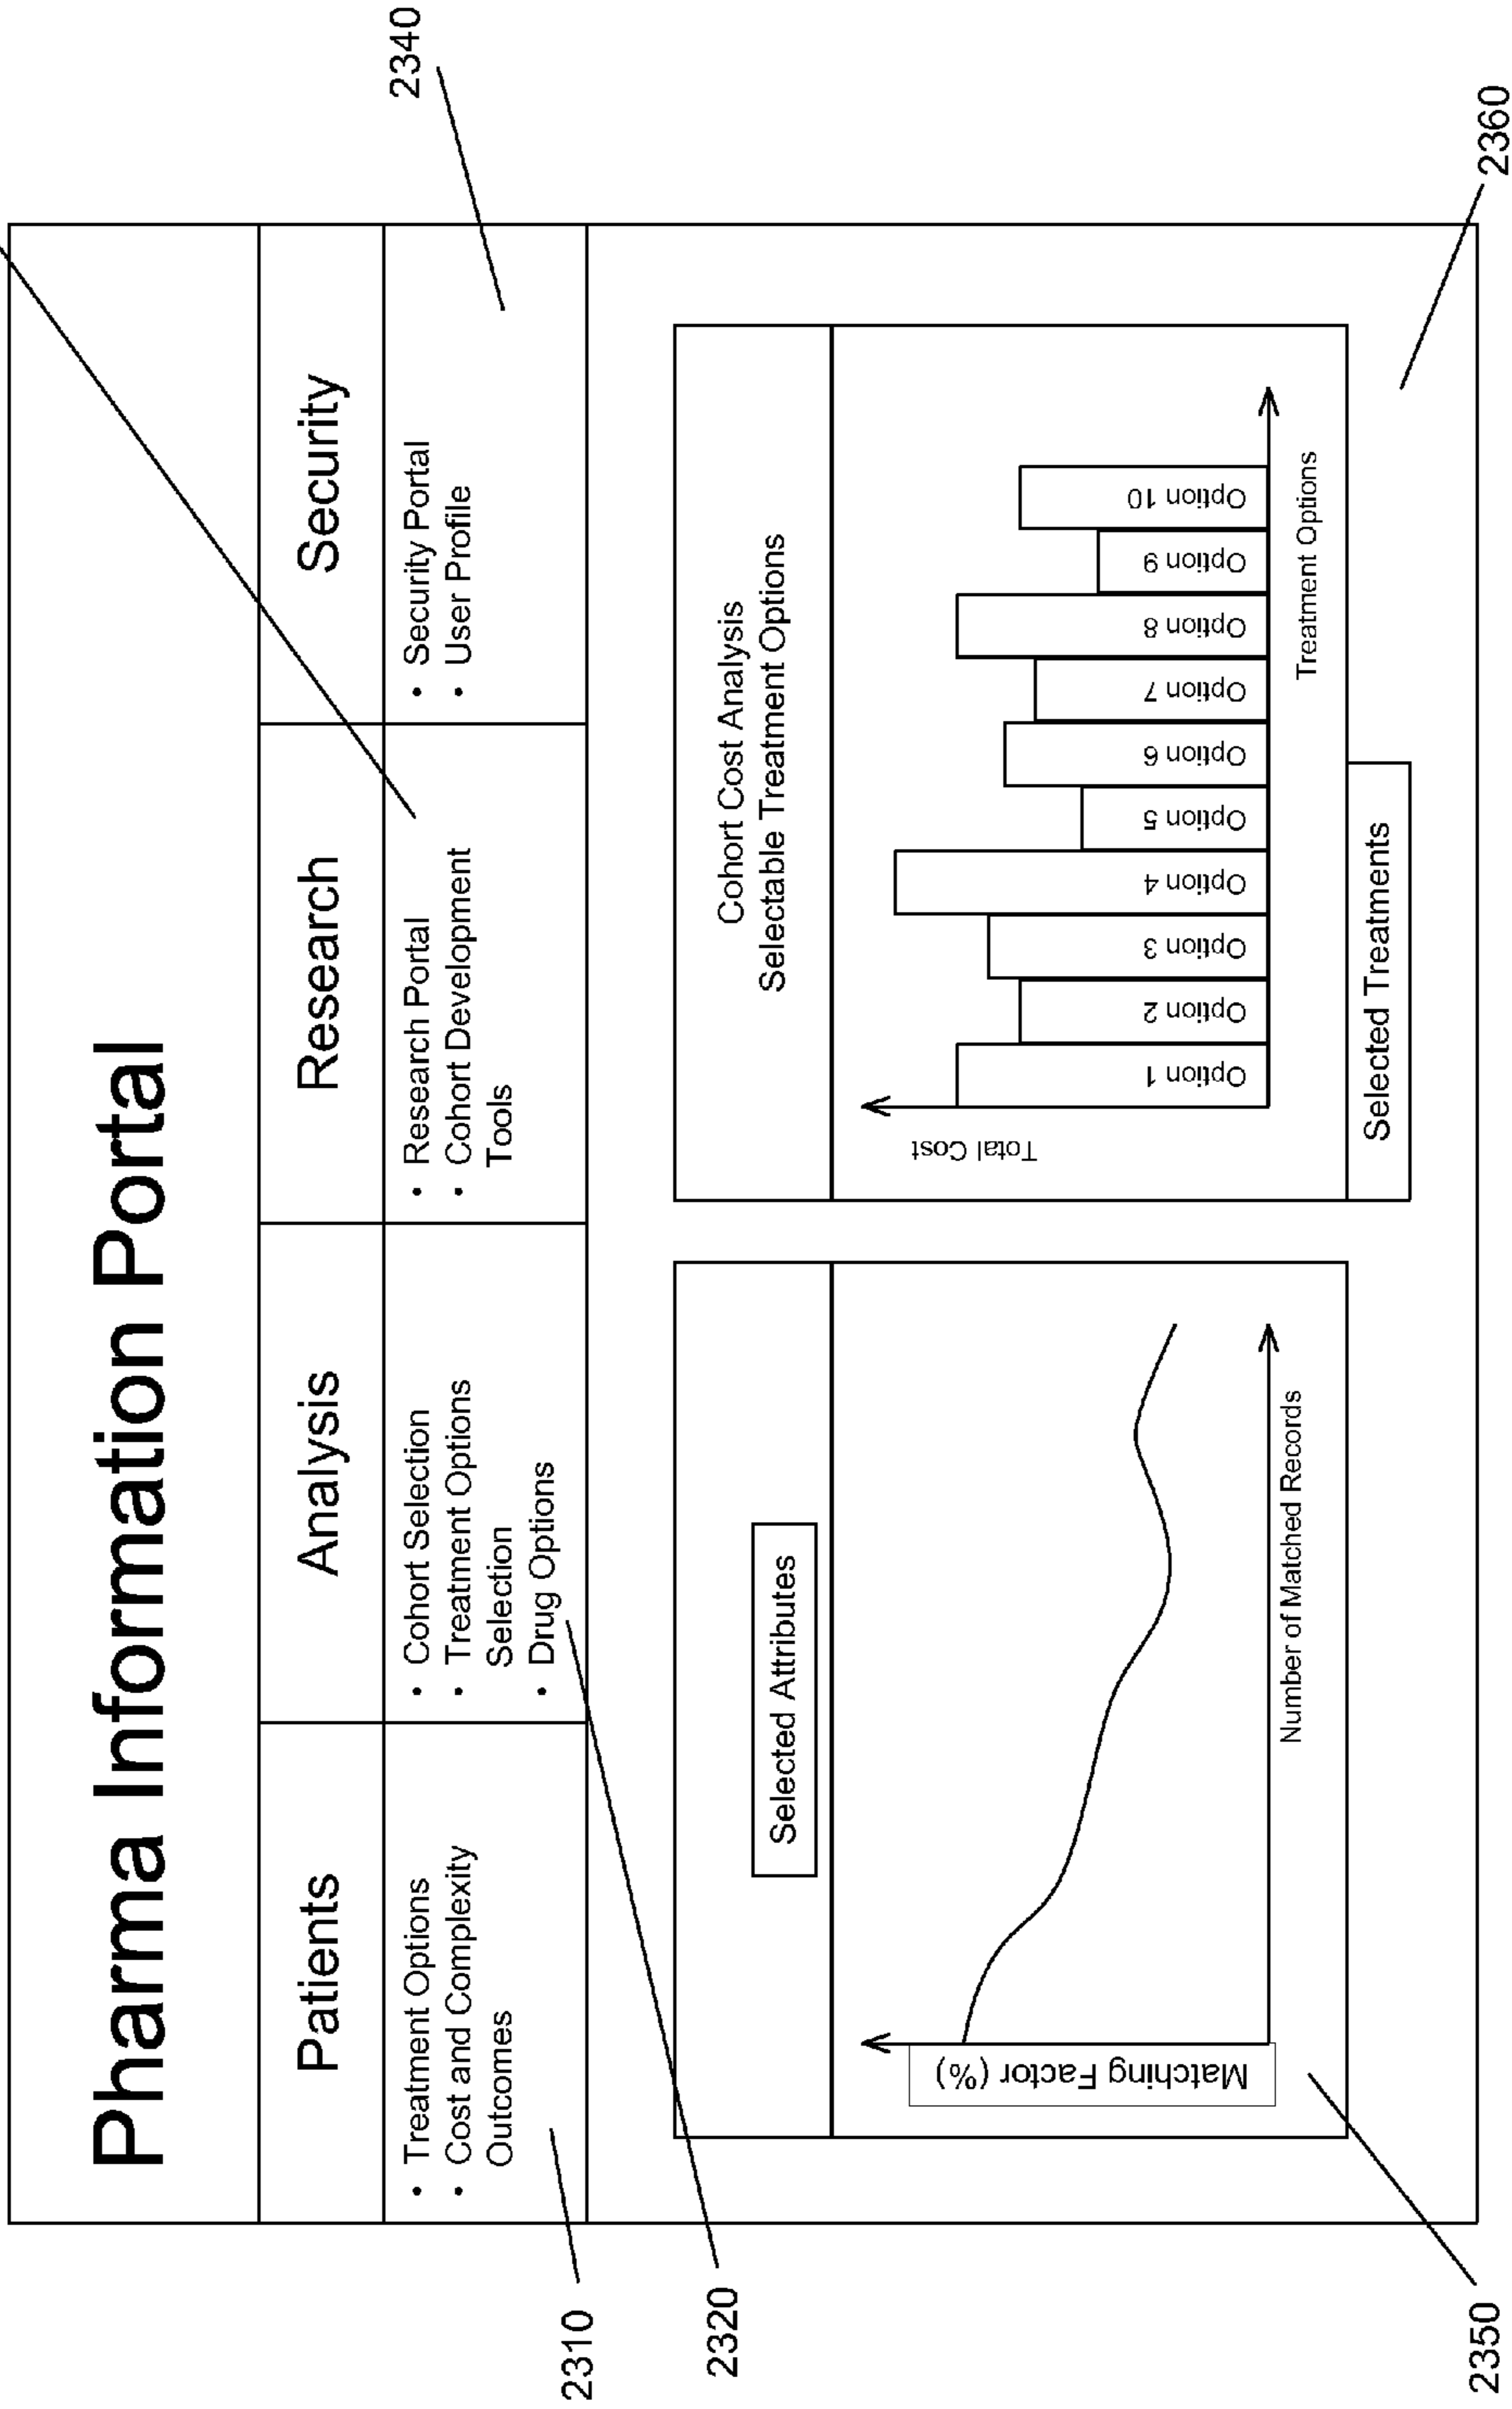 Pharma Information Portal
Patients
Analysis
Research
Security
• Treatment Options
• Cost and Complexity
Outcomes
• Cohort Selection
• Treatment Options
Selection
• Drug Options
• Research Portal
• Cohort Development
Tools
• Security Portal
• User Profile
Selected Attributes
Matching Factor (%)
Number of Matched Records
Cohort Cost Analysis
Selectable Treatment Options
Total Cost
Option 1
Option 2
Option 3
Option 4
Option 5
Option 6
Option 7
Option 8
Option 9
Option 10
Treatment Options
Selected Treatments
2310
2320
2340
2350
2360